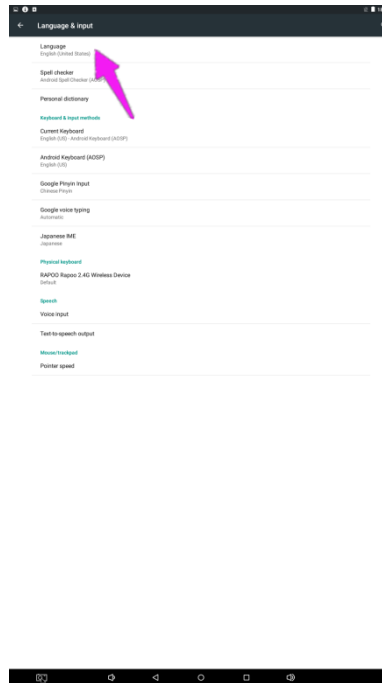 Language & input
Language
English (United States)
Spell checker
Android Spell Checker
Personal dictionary
Keyboard & input methods
Current Keyboard
English (US) - Android Keyboard (AOSP)
Android Keyboard (AOSP)
English (US)
Google Pinyin Input
Chinese Pinyin
Google voice typing
Automatic
Japanese IME
Japanese
Physical keyboard
RAPOO Rapoo 2.4G Wireless Device
Default
Speech
Voice input
Text-to-speech output
Mouse/trackpad
Pointer speed